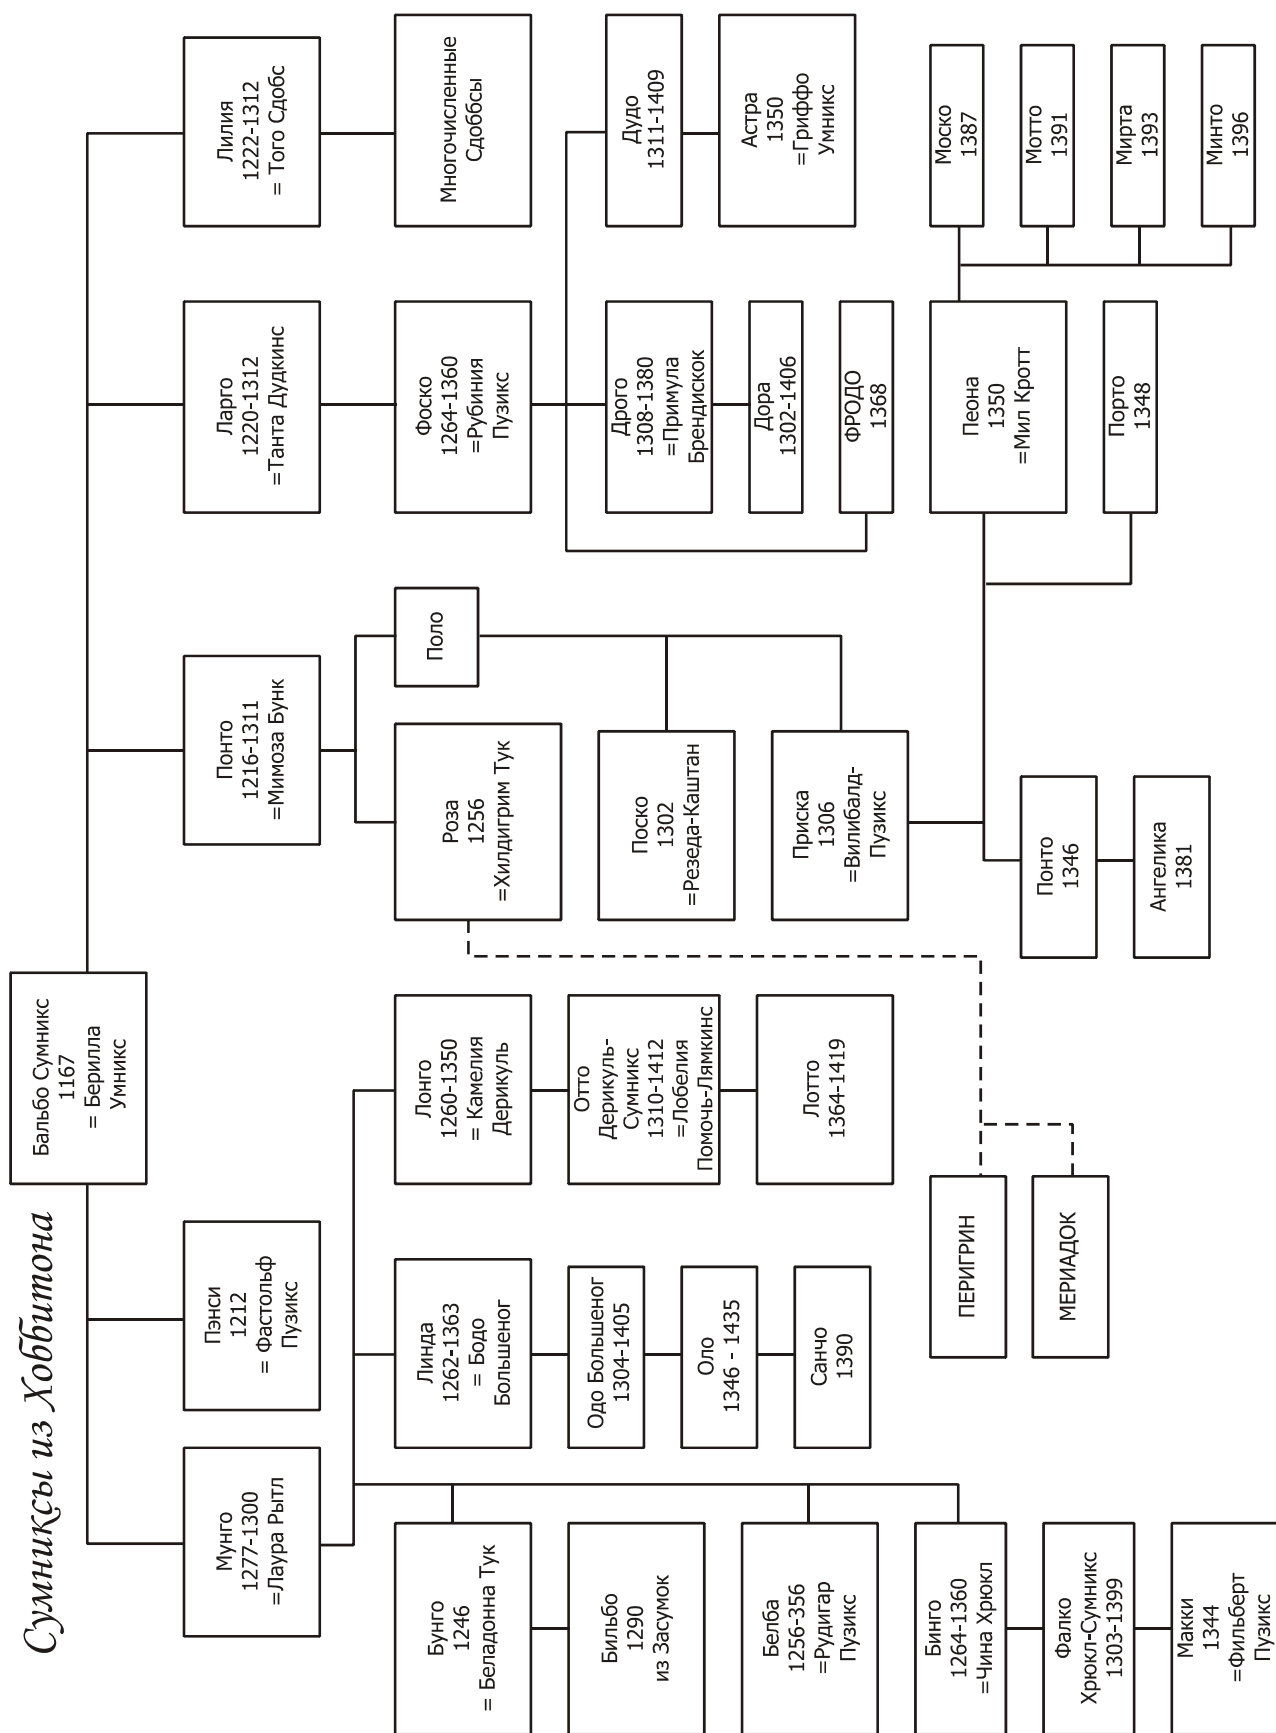 Сумниксы из Хоббитона
Бальбо Сумникс
1167
= Берилла
Умникс
Мунго
1277-1300
=Лаура Рытл
Пэнси
1212
= Фастольф
Пузикс
Понто
1216-1311
=Мимоза Бунк
Ларго
1220-1312
=Танта Дудкинс
Лилия
1222-1312
= Того Сдобс
Бунго
1246
= Беладонна Тук
Линда
1262-1363
= Бодо
Большеног
Лонго
1260-1350
= Камелия
Дерикуль
Роза
1256
=Хилдигрим Тук
Поло
Фоско
1264-1360
=Рубиния
Пузикс
Многочисленные
Сдоббсы
Бильбо
1290
из Засумок
Одо Большеног
1304-1405
Отто
Дерикуль-
Сумникс
1310-1412
=Лобелия
Помочь-Лямкинс
Поско
1302
=Резеда-Каштан
Дрого
1308-1380
=Примула
Брендискок
Дудо
1311-1409
Белба
1256-356
=Рудигар
Пузикс
Оло
1346 - 1435
Лотто
1364-1419
Приска
1306
=Вилибалд-
Пузикс
Дора
1302-1406
Астра
1350
=Гриффо
Умникс
Санчо
1390
ФРОДО
1368
Бинго
1264-1360
=Чина Хрюкл
ПЕРИГРИН
Пеона
1350
=Мил Кротт
Моско
1387
Фалко
Хрюкл-Сумникс
1303-1399
МЕРИАДОК
Понто
1346
Мотто
1391
Порто
1348
Мирта
1393
Макки
1344
=Фильберт
Пузикс
Ангелика
1381
Минто
1396